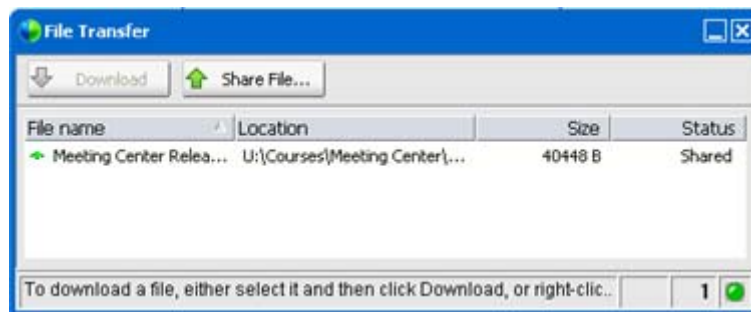 File Transfer
Download Share File...
File name Location Size Status
Meeting Center Relea... U:\Courses\Meeting Center\... 40448 B Shared
To download a file, either select it and then click Download, or right-clic.. 1